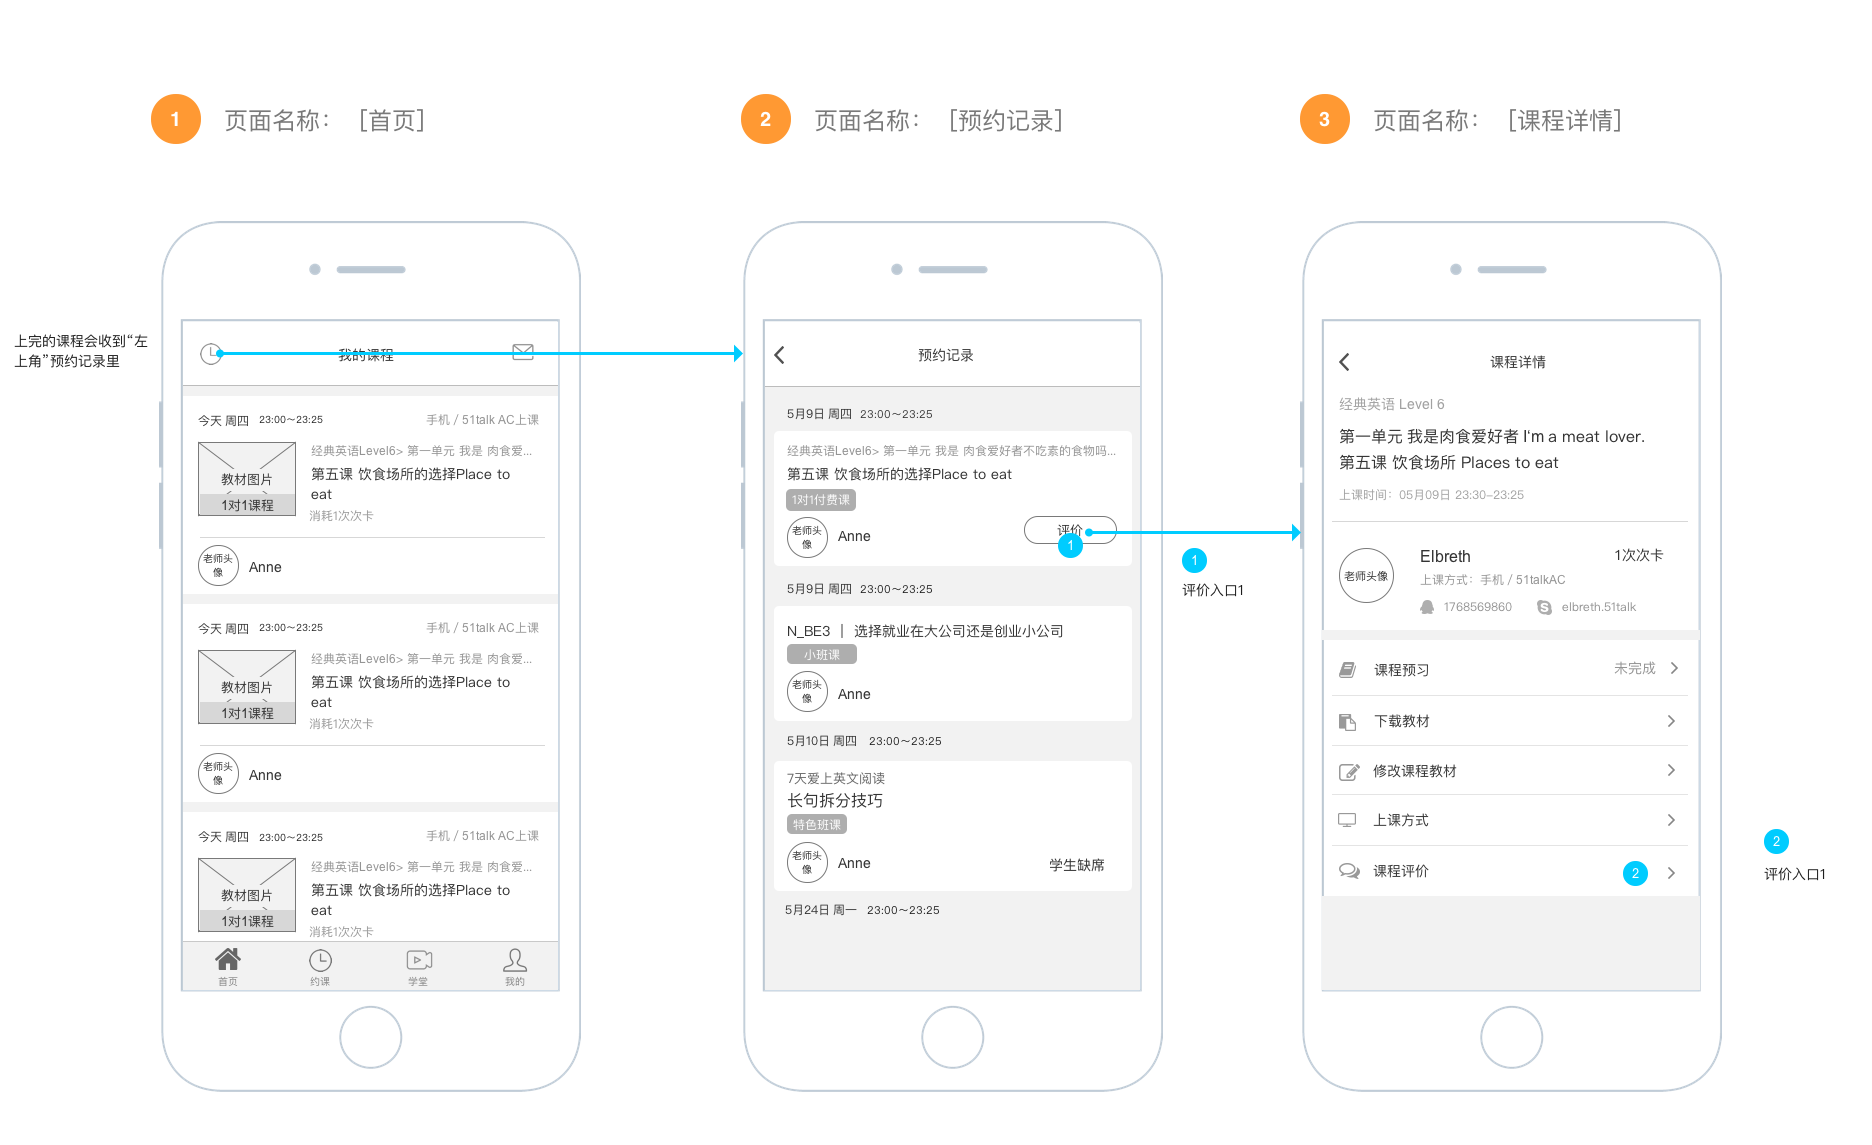 1
页面名称： [首页]
2
页面名称： [预约记录]
3
页面名称： [课程详情]
上完的课程会收到“左
上角”预约记录里
我的课程
今天 周四 23:00~23:25 手机 / 51talk AC上课
教材图片
1对1课程
经典英语Level6> 第一单元 我是 肉食爱...
第五课 饮食场所的选择Place to
eat
消耗1次次卡
老师头
像
Anne
今天 周四 23:00~23:25 手机 / 51talk AC上课
教材图片
1对1课程
经典英语Level6> 第一单元 我是 肉食爱...
第五课 饮食场所的选择Place to
eat
消耗1次次卡
老师头
像
Anne
今天 周四 23:00~23:25 手机 / 51talk AC上课
教材图片
1对1课程
经典英语Level6> 第一单元 我是 肉食爱...
第五课 饮食场所的选择Place to
eat
消耗1次次卡
首页 约课 学堂 我的
预约记录
5月9日 周四 23:00~23:25
经典英语Level6> 第一单元 我是 肉食爱好者不吃素的食物吗...
第五课 饮食场所的选择Place to eat
1对1付费课
老师头
像
Anne
评价
1
1
评价入口1
5月9日 周四 23:00~23:25
N_BE3 | 选择就业在大公司还是创业小公司
小班课
老师头
像
Anne
5月10日 周四 23:00~23:25
7天爱上英文阅读
长句拆分技巧
特色班课
老师头
像
Anne
学生缺席
5月24日 周一 23:00~23:25
课程详情
经典英语 Level 6
第一单元 我是肉食爱好者 I'm a meat lover.
第五课 饮食场所 Places to eat
上课时间：05月09日 23:30-23:25
老师头像
Elbreth 1次次卡
上课方式：手机 / 51talkAC
1768569860 elbreth.51talk
课程预习 未完成
下载教材
修改课程教材
上课方式
课程评价 2
2
评价入口1